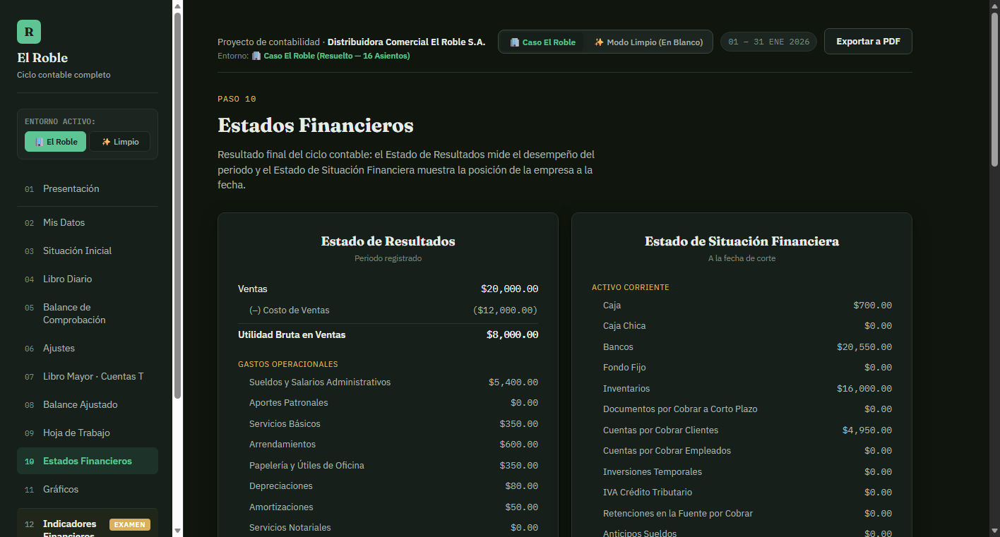 R
El Roble
Ciclo contable completo
ENTORNO ACTIVO:
El Roble
Limpio
01 Presentación
02 Mis Datos
03 Situación Inicial
04 Libro Diario
05 Balance de
Comprobación
06 Ajustes
07 Libro Mayor · Cuentas T
08 Balance Ajustado
09 Hoja de Trabajo
10 Estados Financieros
11 Gráficos
12 Indicadores EXAMEN
Financieros
Proyecto de contabilidad · Distribuidora Comercial El Roble S.A.
Entorno: Caso El Roble (Resuelto — 16 Asientos)
Caso El Roble
Modo Limpio (En Blanco)
01 – 31 ENE 2026
Exportar a PDF
PASO 10
Estados Financieros
Resultado final del ciclo contable: el Estado de Resultados mide el desempeño del
periodo y el Estado de Situación Financiera muestra la posición de la empresa a la
fecha.
Estado de Resultados
Periodo registrado
Ventas $20,000.00
(–) Costo de Ventas ($12,000.00)
Utilidad Bruta en Ventas $8,000.00
GASTOS OPERACIONALES
Sueldos y Salarios Administrativos $5,400.00
Aportes Patronales $0.00
Servicios Básicos $350.00
Arrendamientos $600.00
Papelería y Útiles de Oficina $350.00
Depreciaciones $80.00
Amortizaciones $50.00
Servicios Notariales $0.00
Estado de Situación Financiera
A la fecha de corte
ACTIVO CORRIENTE
Caja $700.00
Caja Chica $0.00
Bancos $20,550.00
Fondo Fijo $0.00
Inventarios $16,000.00
Documentos por Cobrar a Corto Plazo $0.00
Cuentas por Cobrar Clientes $4,950.00
Cuentas por Cobrar Empleados $0.00
Inversiones Temporales $0.00
IVA Crédito Tributario $0.00
Retenciones en la Fuente por Cobrar $0.00
Anticipos Sueldos $0.00